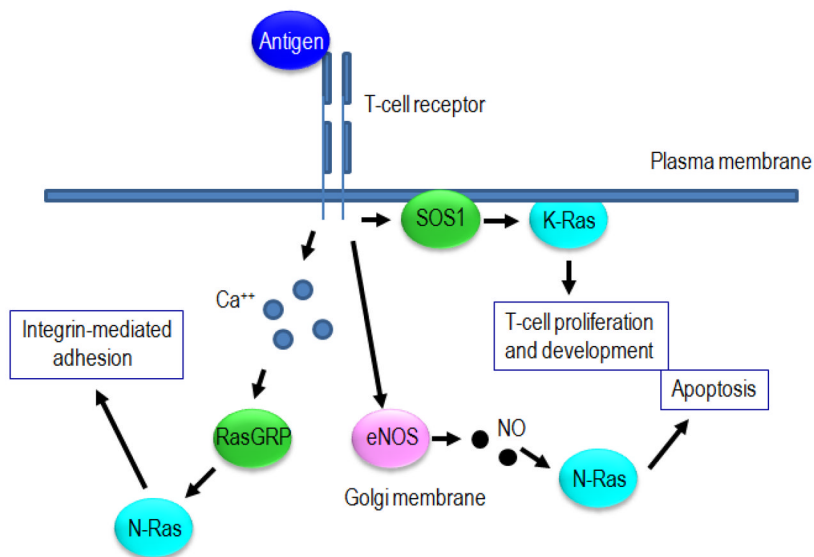 Antigen
T-cell receptor
Plasma membrane
SOS1
K-Ras
Ca++
Integrin-mediated
adhesion
T-cell proliferation
and development
Apoptosis
RasGRP
eNOS
NO
N-Ras
Golgi membrane
N-Ras